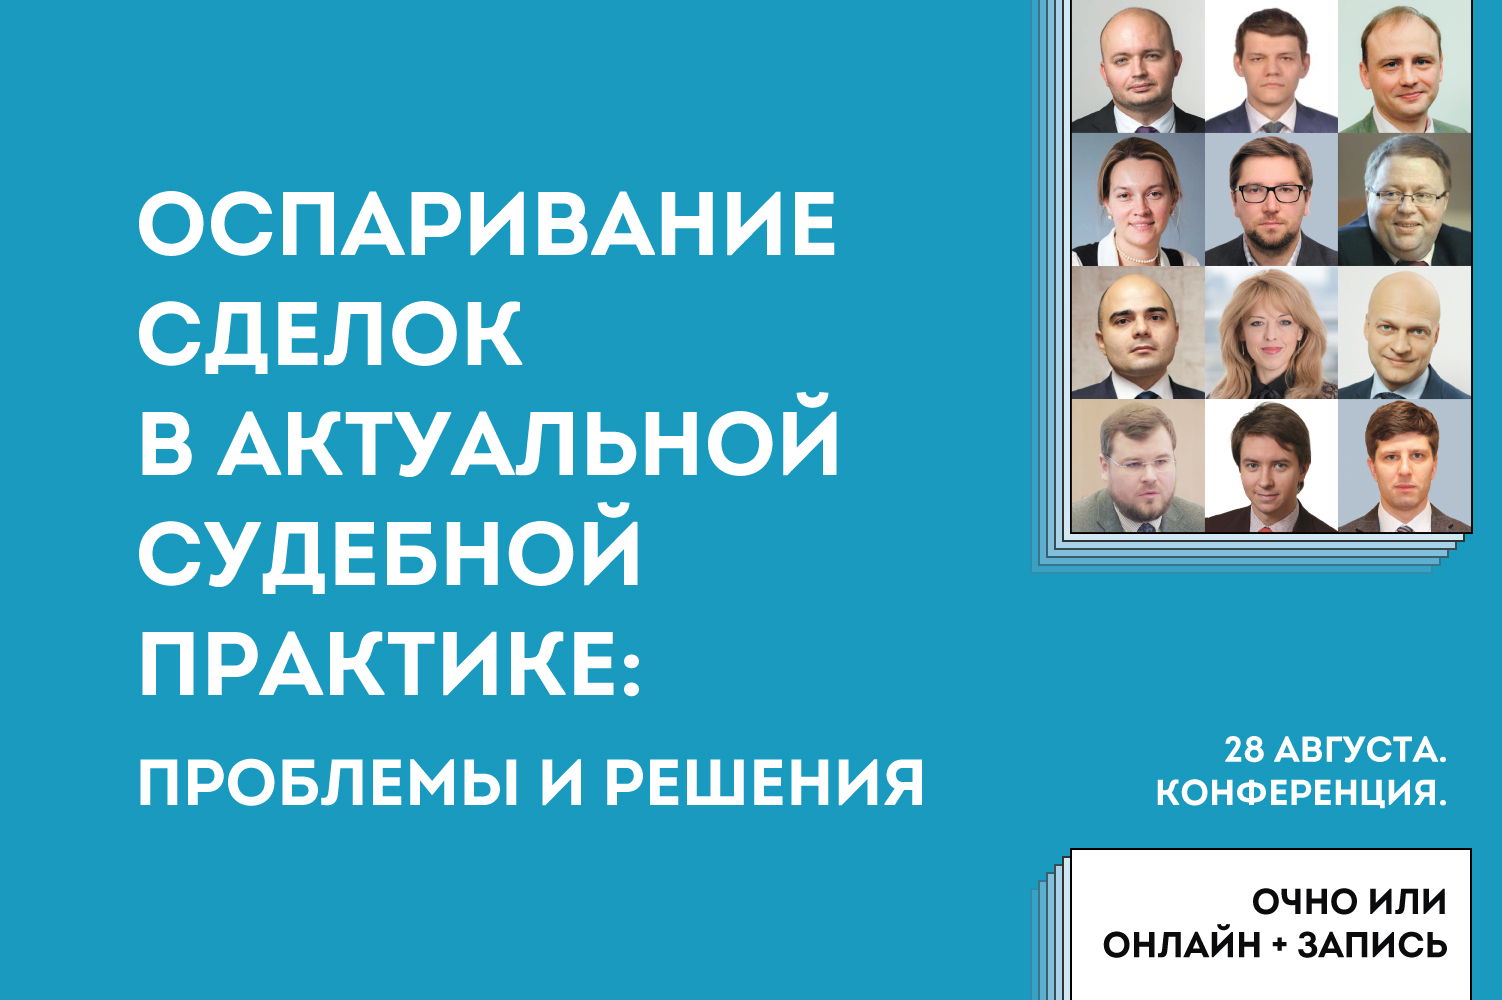 ОСПАРИВАНИЕ
СДЕЛОК
В АКТУАЛЬНОЙ
СУДЕБНОЙ
ПРАКТИКЕ:
ПРОБЛЕМЫ И РЕШЕНИЯ
28 АВГУСТА.
КОНФЕРЕНЦИЯ.
ОЧНО ИЛИ
ОНЛАЙН + ЗАПИСЬ